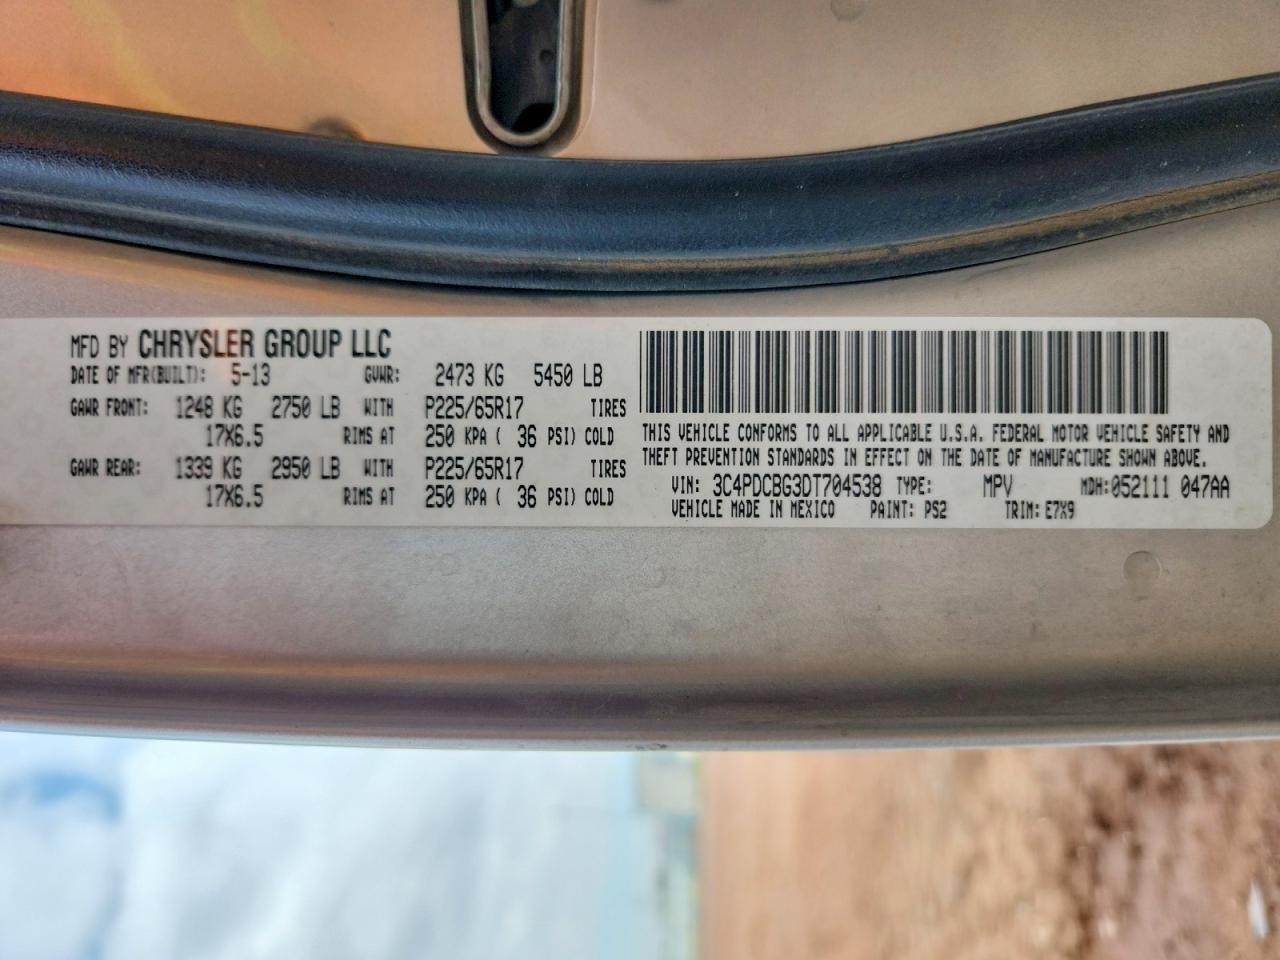 MFD BY CHRYSLER GROUP LLC
DATE OF MFR(BUILT): 5-13 GVWR: 2473 KG 5450 LB
GAWR FRONT: 1248 KG 2750 LB WITH P225/65R17 TIRES
17X6.5 RIMS AT 250 KPA ( 36 PSI) COLD
GAWR REAR: 1339 KG 2950 LB WITH P225/65R17 TIRES
17X6.5 RIMS AT 250 KPA ( 36 PSI) COLD
THIS VEHICLE CONFORMS TO ALL APPLICABLE U.S.A. FEDERAL MOTOR VEHICLE SAFETY AND
THEFT PREVENTION STANDARDS IN EFFECT ON THE DATE OF MANUFACTURE SHOWN ABOVE.
VIN: 3C4PDCBG3DT704538 TYPE: MPV MDH:052111 047AA
VEHICLE MADE IN MEXICO PAINT: PS2 TRIM: E7X9